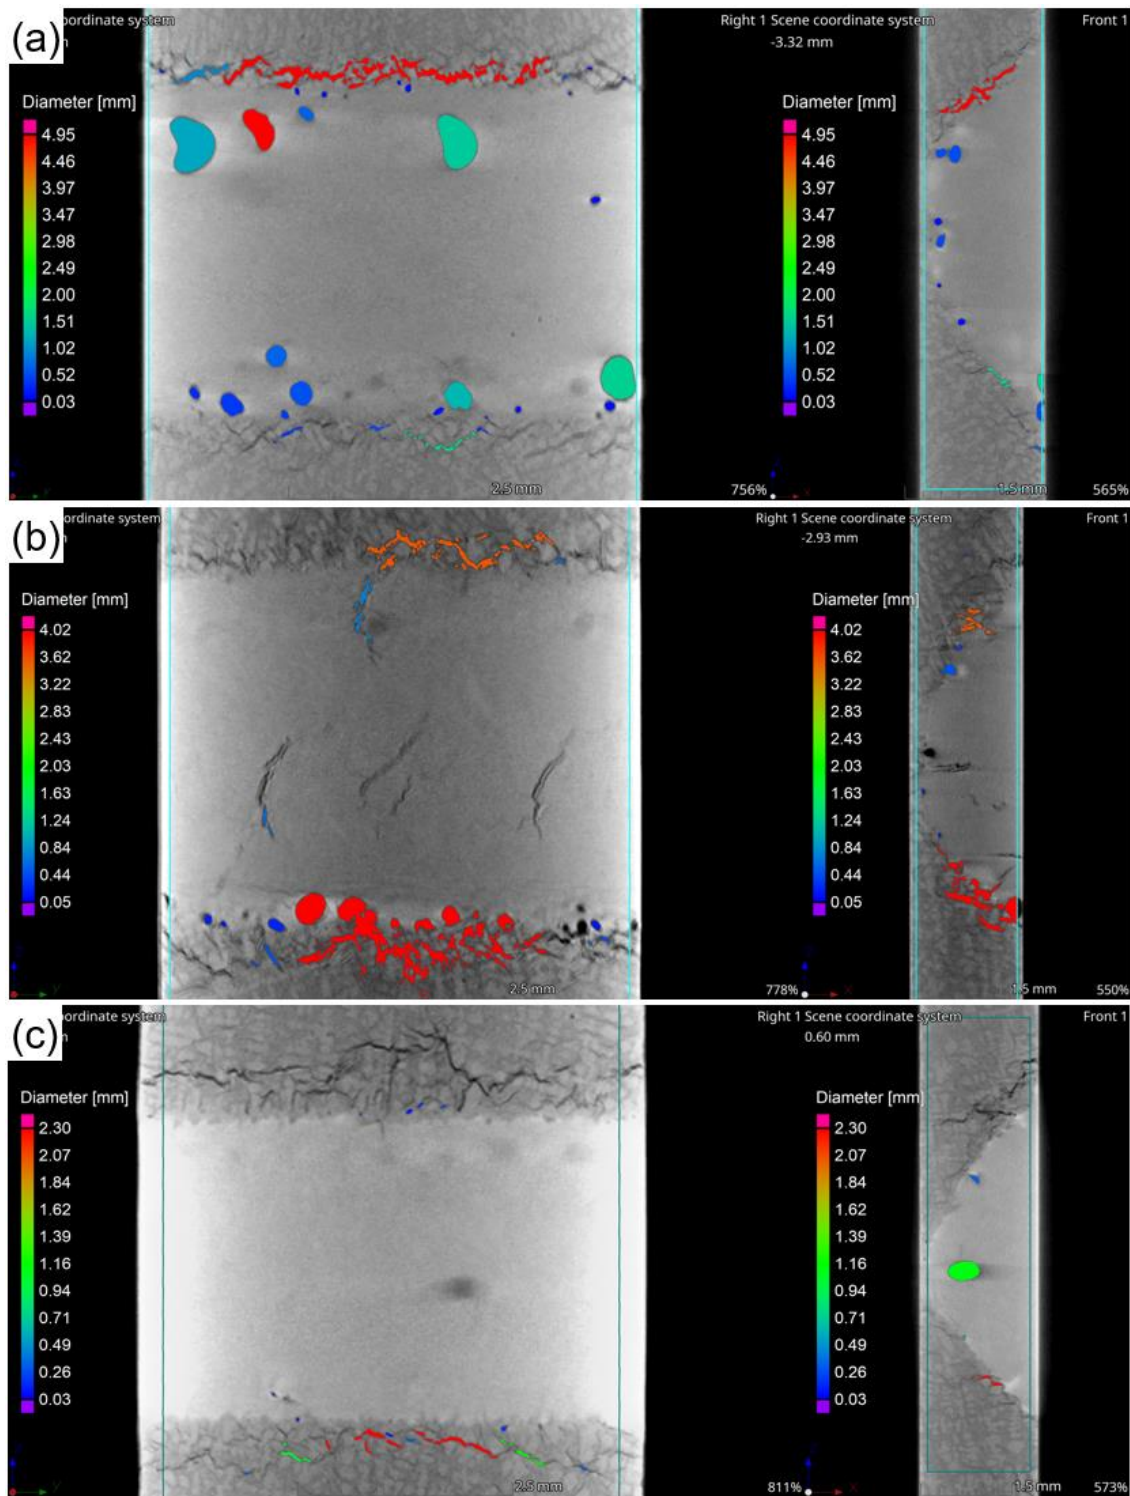 (a)
oordinate system
Right 1
Scene coordinate system
Front 1
-3.32 mm
Diameter [mm]
4.95
4.46
3.97
3.47
2.98
2.49
2.00
1.51
1.02
0.52
0.03
Diameter [mm]
4.95
4.46
3.97
3.47
2.98
2.49
2.00
1.51
1.02
0.52
0.03
2.5 mm
756%
1.5 mm
565%
(b)
oordinate system
Right 1
Scene coordinate system
Front 1
-2.93 mm
Diameter [mm]
4.02
3.62
3.22
2.83
2.43
2.03
1.63
1.24
0.84
0.44
0.05
Diameter [mm]
4.02
3.62
3.22
2.83
2.43
2.03
1.63
1.24
0.84
0.44
0.05
2.5 mm
778%
1.5 mm
550%
(c)
oordinate system
Right 1
Scene coordinate system
Front 1
0.60 mm
Diameter [mm]
2.30
2.07
1.84
1.62
1.39
1.16
0.94
0.71
0.49
0.26
0.03
Diameter [mm]
2.30
2.07
1.84
1.62
1.39
1.16
0.94
0.71
0.49
0.26
0.03
2.5 mm
811%
1.5 mm
573%